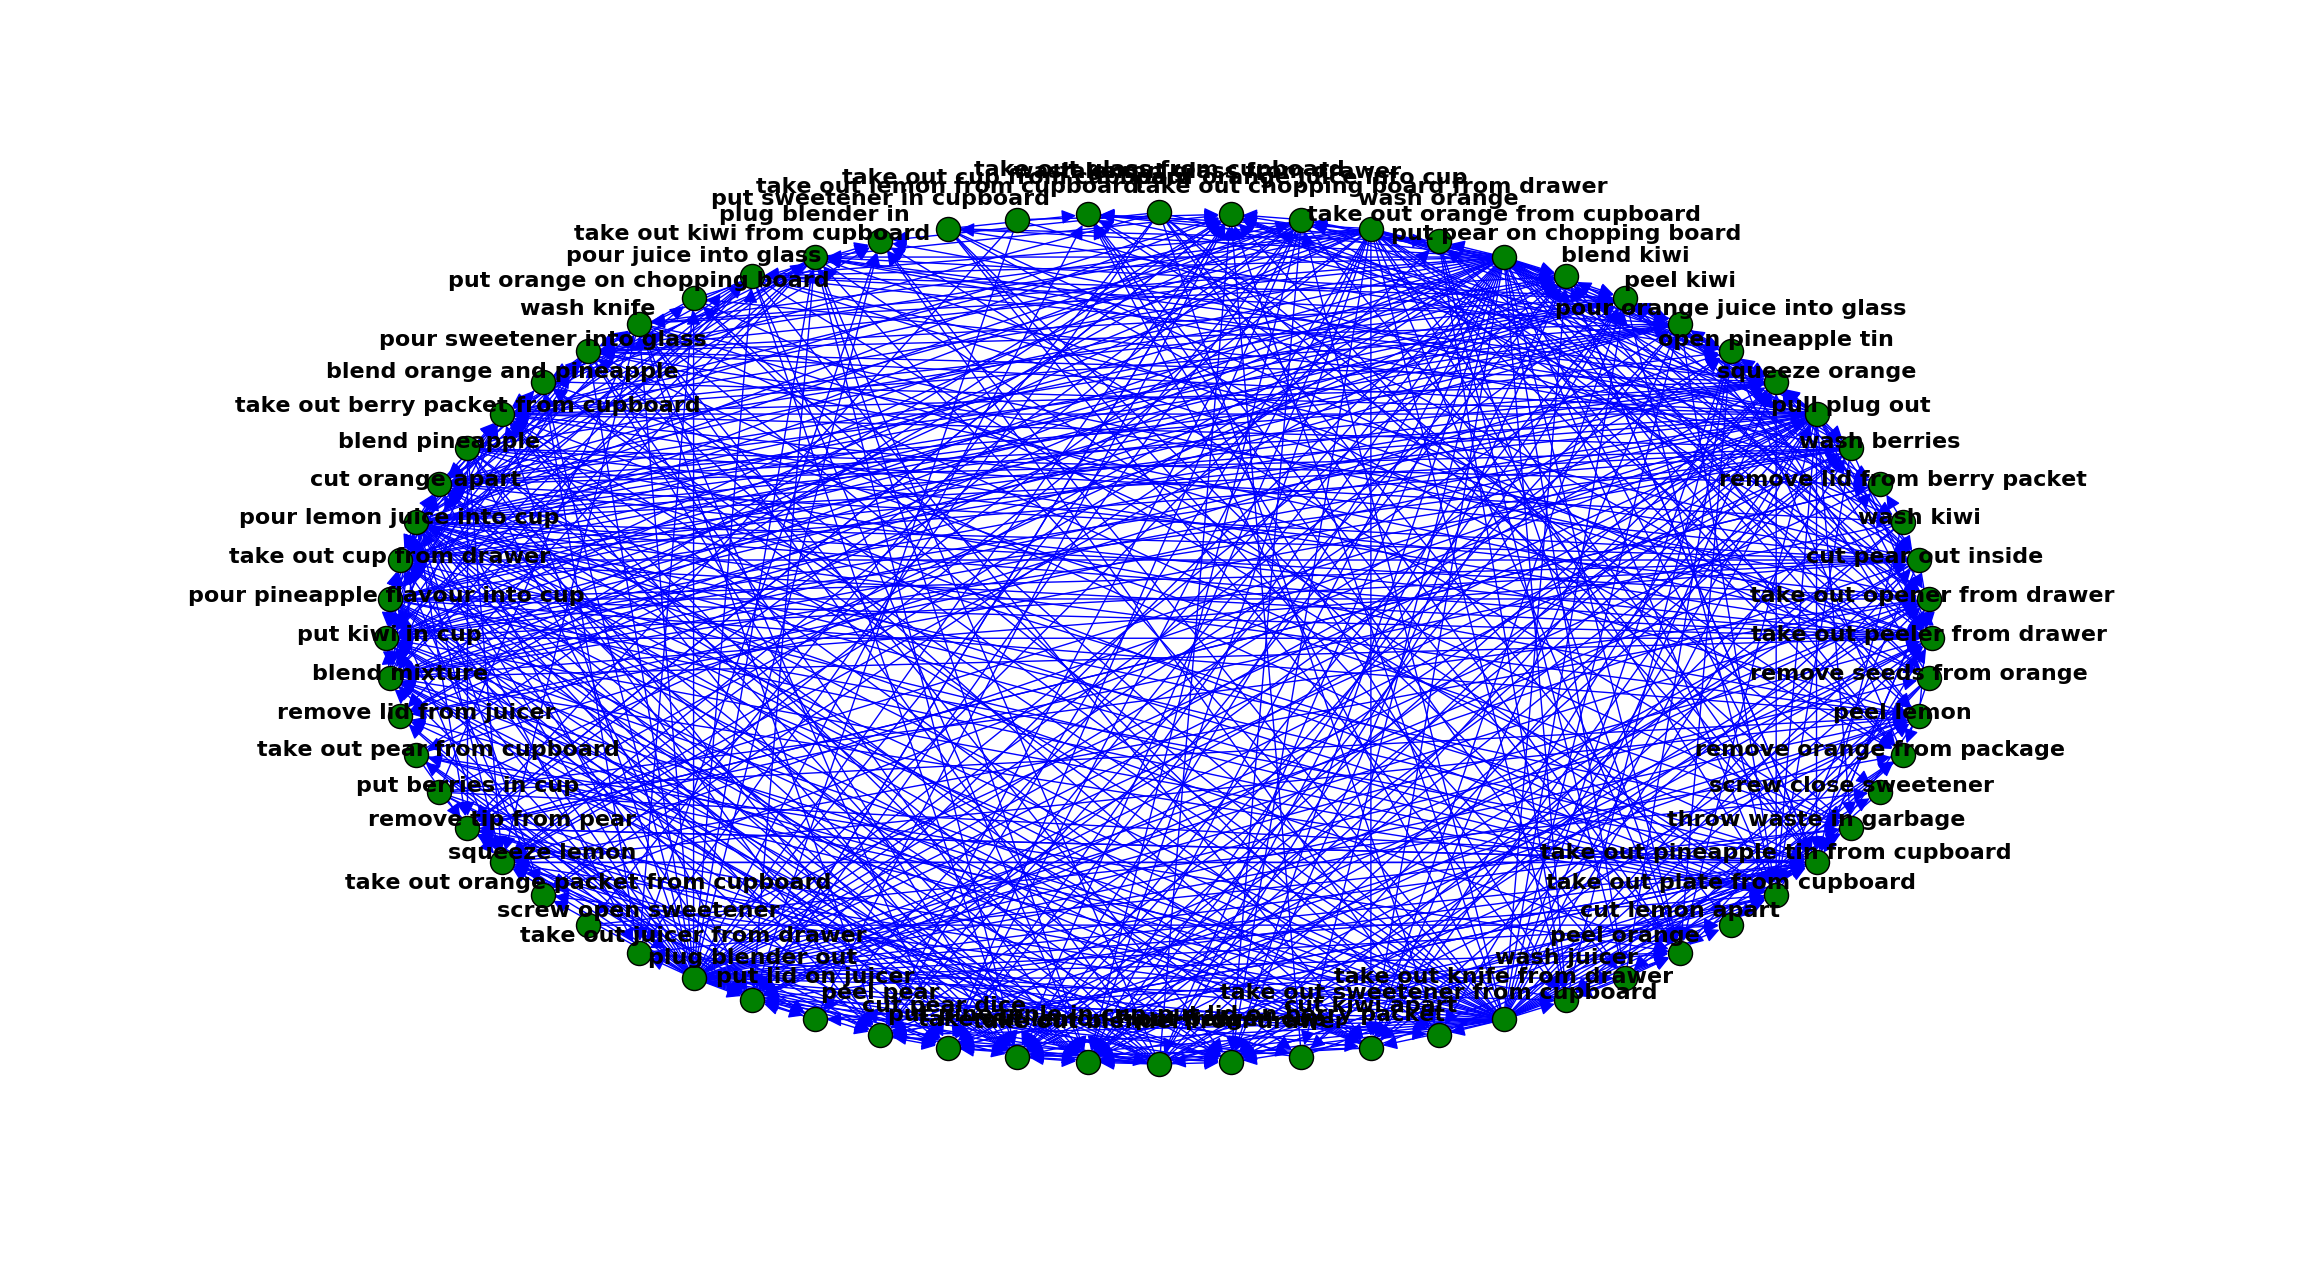 take out glass from cupboard
take out cup from cupboard
orange juice into cup
take out lemon from cupboard
take out chopping board from drawer
put sweetener in cupboard
wash orange
plug blender in
take out orange from cupboard
take out kiwi from cupboard
put pear on chopping board
pour juice into glass
blend kiwi
put orange on chopping board
peel kiwi
wash knife
pour orange juice into glass
pour sweetener into glass
open pineapple tin
blend orange and pineapple
squeeze orange
take out berry packet from cupboard
pull plug out
blend pineapple
wash berries
cut orange apart
remove lid from berry packet
pour lemon juice into cup
wash kiwi
take out cup from drawer
cut pear out inside
pour pineapple flavour into cup
take out opener from drawer
put kiwi in cup
take out peeler from drawer
blend mixture
remove seeds from orange
remove lid from juicer
peel lemon
take out pear from cupboard
remove orange from package
put berries in cup
screw close sweetener
remove tip from pear
throw waste in garbage
squeeze lemon
take out pineapple tin from cupboard
take out orange packet from cupboard
take out plate from cupboard
screw open sweetener
cut lemon apart
take out juicer from drawer
peel orange
plug blender out
wash juicer
put lid on juicer
take out knife from drawer
peel pear
take out sweetener from cupboard
cut pear dice
cut kiwi apart
put lid on berry packet